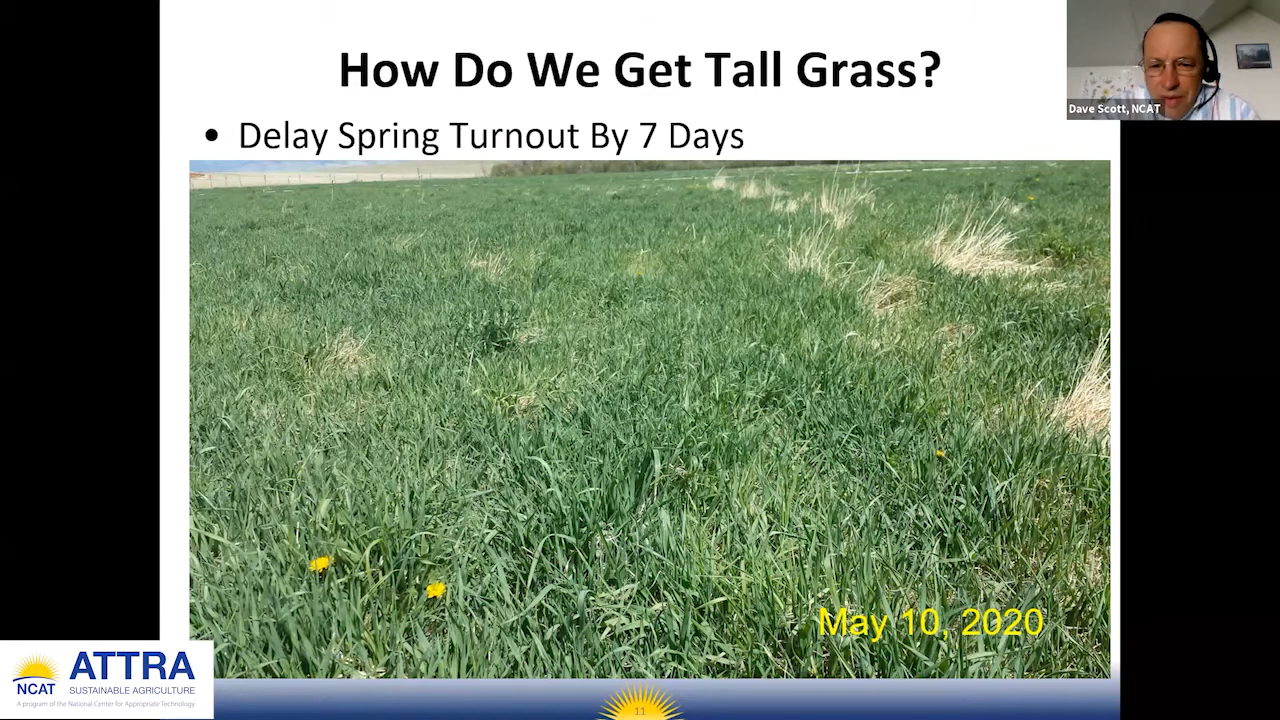 How Do We Get Tall Grass?
• Delay Spring Turnout By 7 Days
Dave Scott, NCAT
May 10, 2020
NCAT
ATTRA
SUSTAINABLE AGRICULTURE
A program of the National Center for Appropriate Technology
11